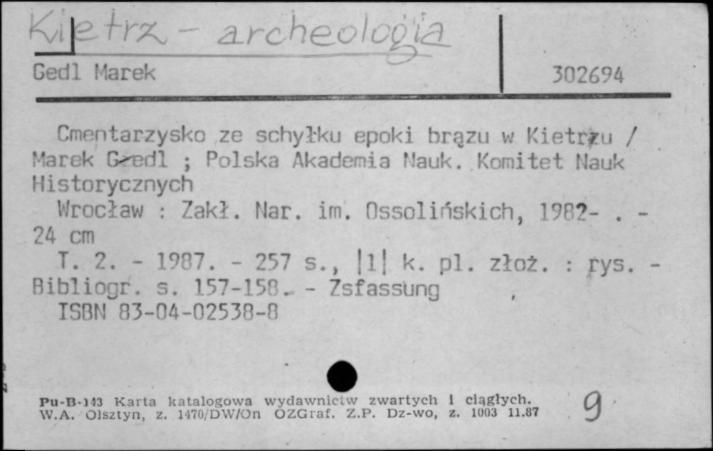 Kietrz - archeologia
Gedl Marek 302694
Cmentarzysko ze schyłku epoki brązu w Kietrzu /
Marek Gedl ; Polska Akademia Nauk. Komitet Nauk
Historycznych
Wrocław : Zakł. Nar. im. Ossolińskich, 1982- . -
24 cm
T. 2. - 1987. - 257 s., |1| k. pl. złoż. : rys. -
Bibliogr. s. 157-158. - Zsfassung
ISBN 83-04-02538-8
Pu-B-143 Karta katalogowa wydawnictw zwartych i ciągłych.
W.A. Olsztyn, z. 1470/DW/On OZGraf. Z.P. Dz-wo, z. 1003 11.87
9